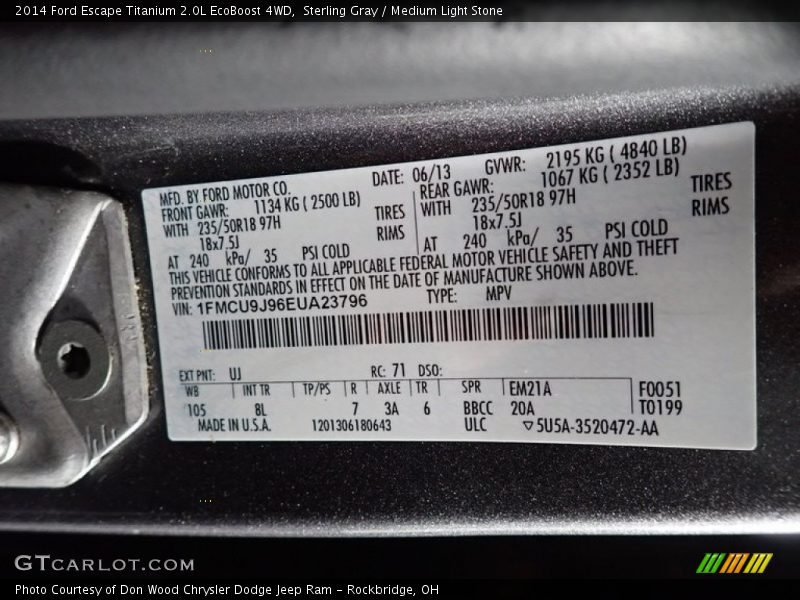 2014 Ford Escape Titanium 2.0L EcoBoost 4WD,  Sterling Gray / Medium Light Stone
MFD. BY FORD MOTOR CO. DATE: 06/13 GVWR: 2195 KG ( 4840 LB)
FRONT GAWR: 1134 KG ( 2500 LB) REAR GAWR: 1067 KG ( 2352 LB)
WITH 235/50R18 97H TIRES WITH 235/50R18 97H TIRES
18x7.5J RIMS 18x7.5J RIMS
AT 240 kPa/ 35 PSI COLD AT 240 kPa/ 35 PSI COLD
THIS VEHICLE CONFORMS TO ALL APPLICABLE FEDERAL MOTOR VEHICLE SAFETY AND THEFT
PREVENTION STANDARDS IN EFFECT ON THE DATE OF MANUFACTURE SHOWN ABOVE.
VIN: 1FMCU9J96EUA23796 TYPE: MPV
EXT PNT: UJ RC: 71 DSO:
WB INT TR TP/PS R AXLE TR SPR EM21A F0051
105 8L 7 3A 6 BBCC 20A T0199
MADE IN U.S.A. 1201306180643 ULC ▽5U5A-3520472-AA
GTCARLOT.COM
Photo Courtesy of Don Wood Chrysler Dodge Jeep Ram - Rockbridge, OH